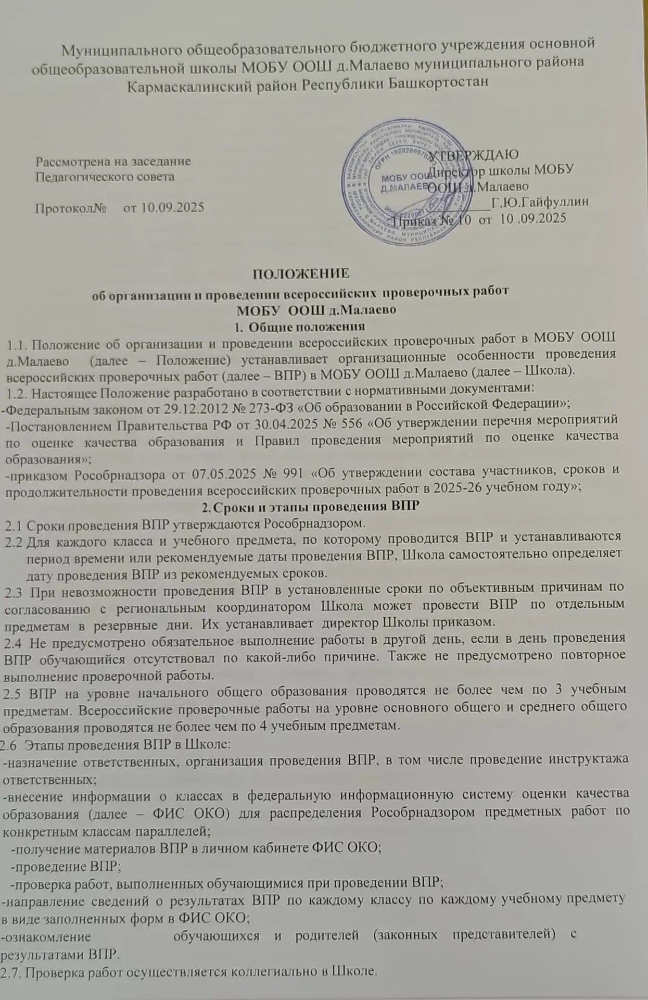 Муниципального общеобразовательного бюджетного учреждения основной
общеобразовательной школы МОБУ ООШ д.Малаево муниципального района
Кармаскалинский район Республики Башкортостан
Рассмотрена на заседание
Педагогического совета
Протокол№ от 10.09.2025
МОБУ ООШ
Д.МАЛАЕВО
УТВЕРЖДАЮ
Директор школы МОБУ
ООШ д.Малаево
Г.Ю.Гайфуллин
Приказ № 10 от 10 .09.2025
ПОЛОЖЕНИЕ
об организации и проведении всероссийских проверочных работ
МОБУ ООШ д.Малаево
1. Общие положения
1.1. Положение об организации и проведении всероссийских проверочных работ в МОБУ ООШ
д.Малаево (далее – Положение) устанавливает организационные особенности проведения
всероссийских проверочных работ (далее – ВПР) в МОБУ ООШ д.Малаево (далее – Школа).
1.2. Настоящее Положение разработано в соответствии с нормативными документами:
-Федеральным законом от 29.12.2012 № 273-ФЗ «Об образовании в Российской Федерации»;
-Постановлением Правительства РФ от 30.04.2025 № 556 «Об утверждении перечня мероприятий
по оценке качества образования и Правил проведения мероприятий по оценке качества
образования»;
-приказом Рособрнадзора от 07.05.2025 № 991 «Об утверждении состава участников, сроков и
продолжительности проведения всероссийских проверочных работ в 2025-26 учебном году»;
2. Сроки и этапы проведения ВПР
2.1 Сроки проведения ВПР утверждаются Рособрнадзором.
2.2 Для каждого класса и учебного предмета, по которому проводится ВПР и устанавливаются
период времени или рекомендуемые даты проведения ВПР, Школа самостоятельно определяет
дату проведения ВПР из рекомендуемых сроков.
2.3 При невозможности проведения ВПР в установленные сроки по объективным причинам по
согласованию с региональным координатором Школа может провести ВПР по отдельным
предметам в резервные дни. Их устанавливает директор Школы приказом.
2.4 Не предусмотрено обязательное выполнение работы в другой день, если в день проведения
ВПР обучающийся отсутствовал по какой-либо причине. Также не предусмотрено повторное
выполнение проверочной работы.
2.5 ВПР на уровне начального общего образования проводятся не более чем по 3 учебным
предметам. Всероссийские проверочные работы на уровне основного общего и среднего общего
образования проводятся не более чем по 4 учебным предметам.
2.6 Этапы проведения ВПР в Школе:
-назначение ответственных, организация проведения ВПР, в том числе проведение инструктажа
ответственных;
-внесение информации о классах в федеральную информационную систему оценки качества
образования (далее – ФИС ОКО) для распределения Рособрнадзором предметных работ по
конкретным классам параллелей;
-получение материалов ВПР в личном кабинете ФИС ОКО;
-проведение ВПР;
-проверка работ, выполненных обучающимися при проведении ВПР;
-направление сведений о результатах ВПР по каждому классу по каждому учебному предмету
в виде заполненных форм в ФИС ОКО;
-ознакомление обучающихся и родителей (законных представителей) с
результатами ВПР.
2.7. Проверка работ осуществляется коллегиально в Школе.